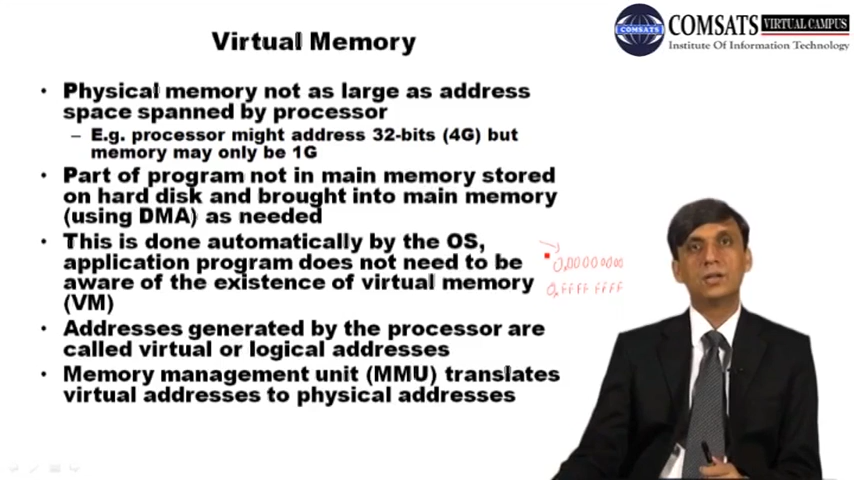 COMSATS VIRTUAL CAMPUS
Institute Of Information Technology
COMSATS
Virtual Memory
• Physical memory not as large as address
space spanned by processor
– E.g. processor might address 32-bits (4G) but
memory may only be 1G
• Part of program not in main memory stored
on hard disk and brought into main memory
(using DMA) as needed
• This is done automatically by the OS,
application program does not need to be
aware of the existence of virtual memory
(VM)
0x00000000
0xFFFF FFFF
• Addresses generated by the processor are
called virtual or logical addresses
• Memory management unit (MMU) translates
virtual addresses to physical addresses